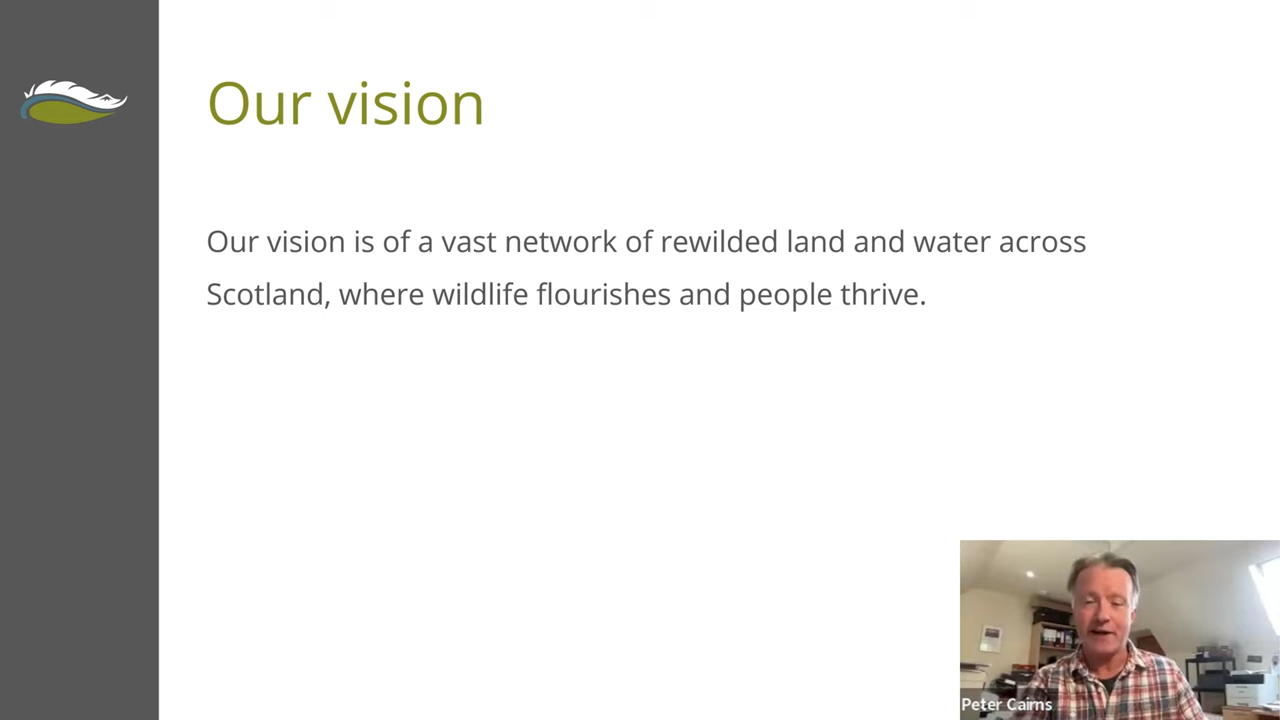 Our vision
Our vision is of a vast network of rewilded land and water across
Scotland, where wildlife flourishes and people thrive.
Peter Cairns